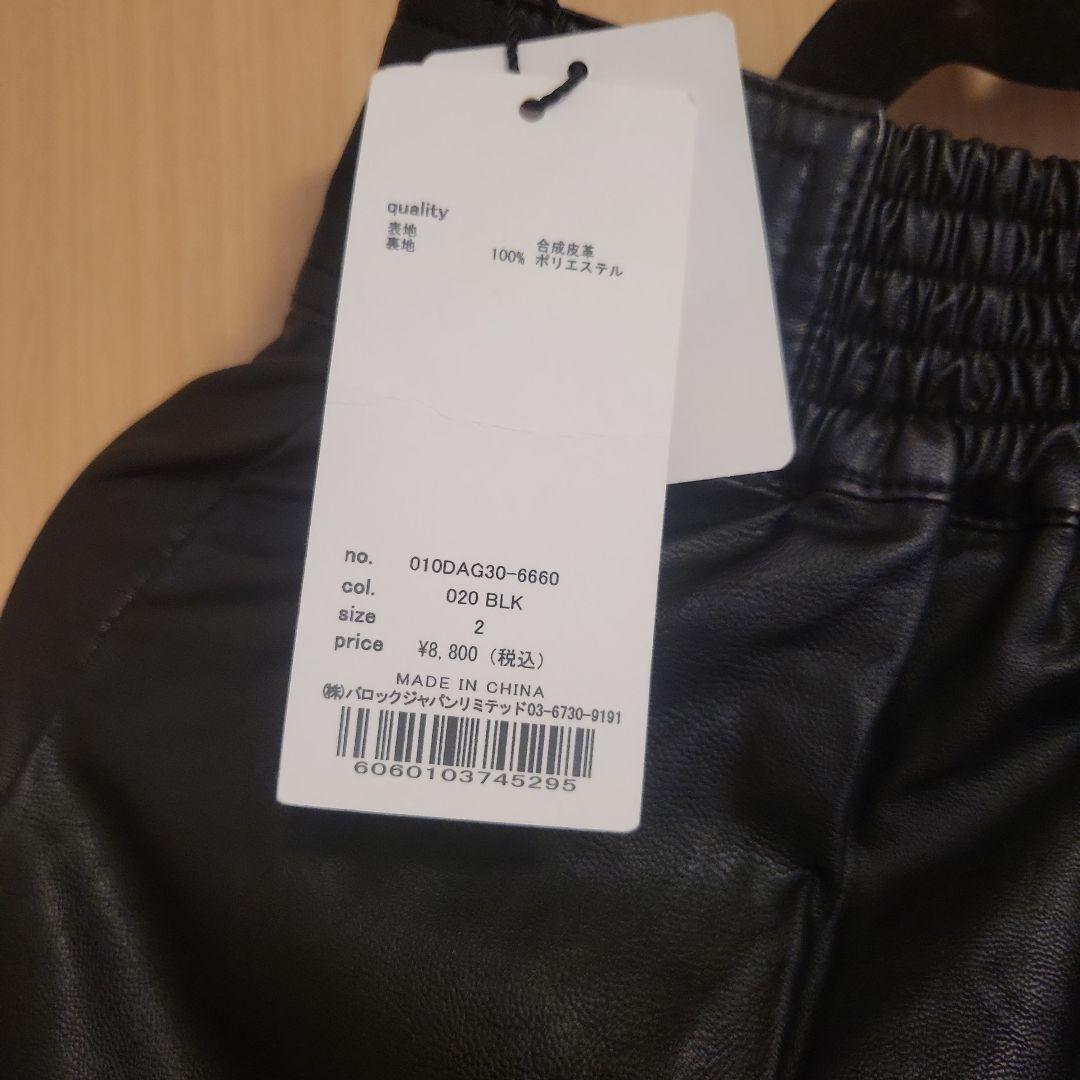 quality
表地 合成皮革
裏地 100% ポリエステル
no. 010DAG30-6660
col. 020 BLK
size 2
price ¥8,800 (税込)
MADE IN CHINA
(株)バロックジャパンリミテッド03-6730-9191
6060103745295